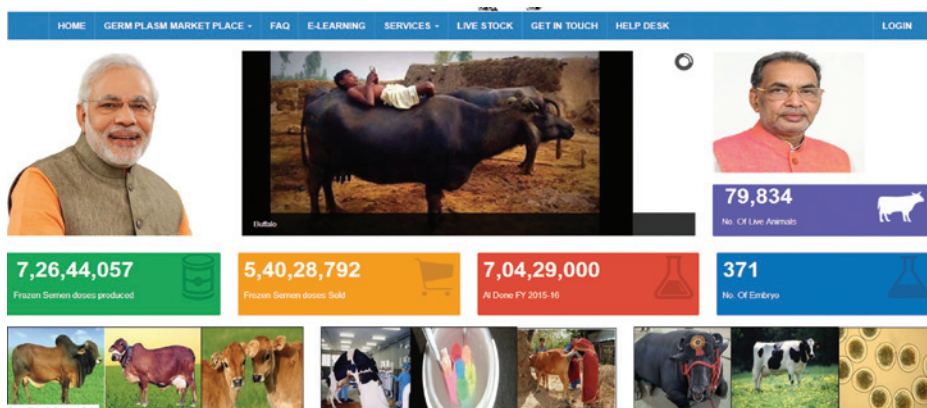 HOME GERM PLASM MARKET PLACE FAQ E-LEARNING SERVICES LIVE STOCK GET IN TOUCH HELP DESK LOGIN
Buffalo
79,834
No. Of Live Animals
7,26,44,057
Frozen Semen doses produced
5,40,28,792
Frozen Semen doses Sold
7,04,29,000
AI Done FY 2015-16
371
No. Of Embryo